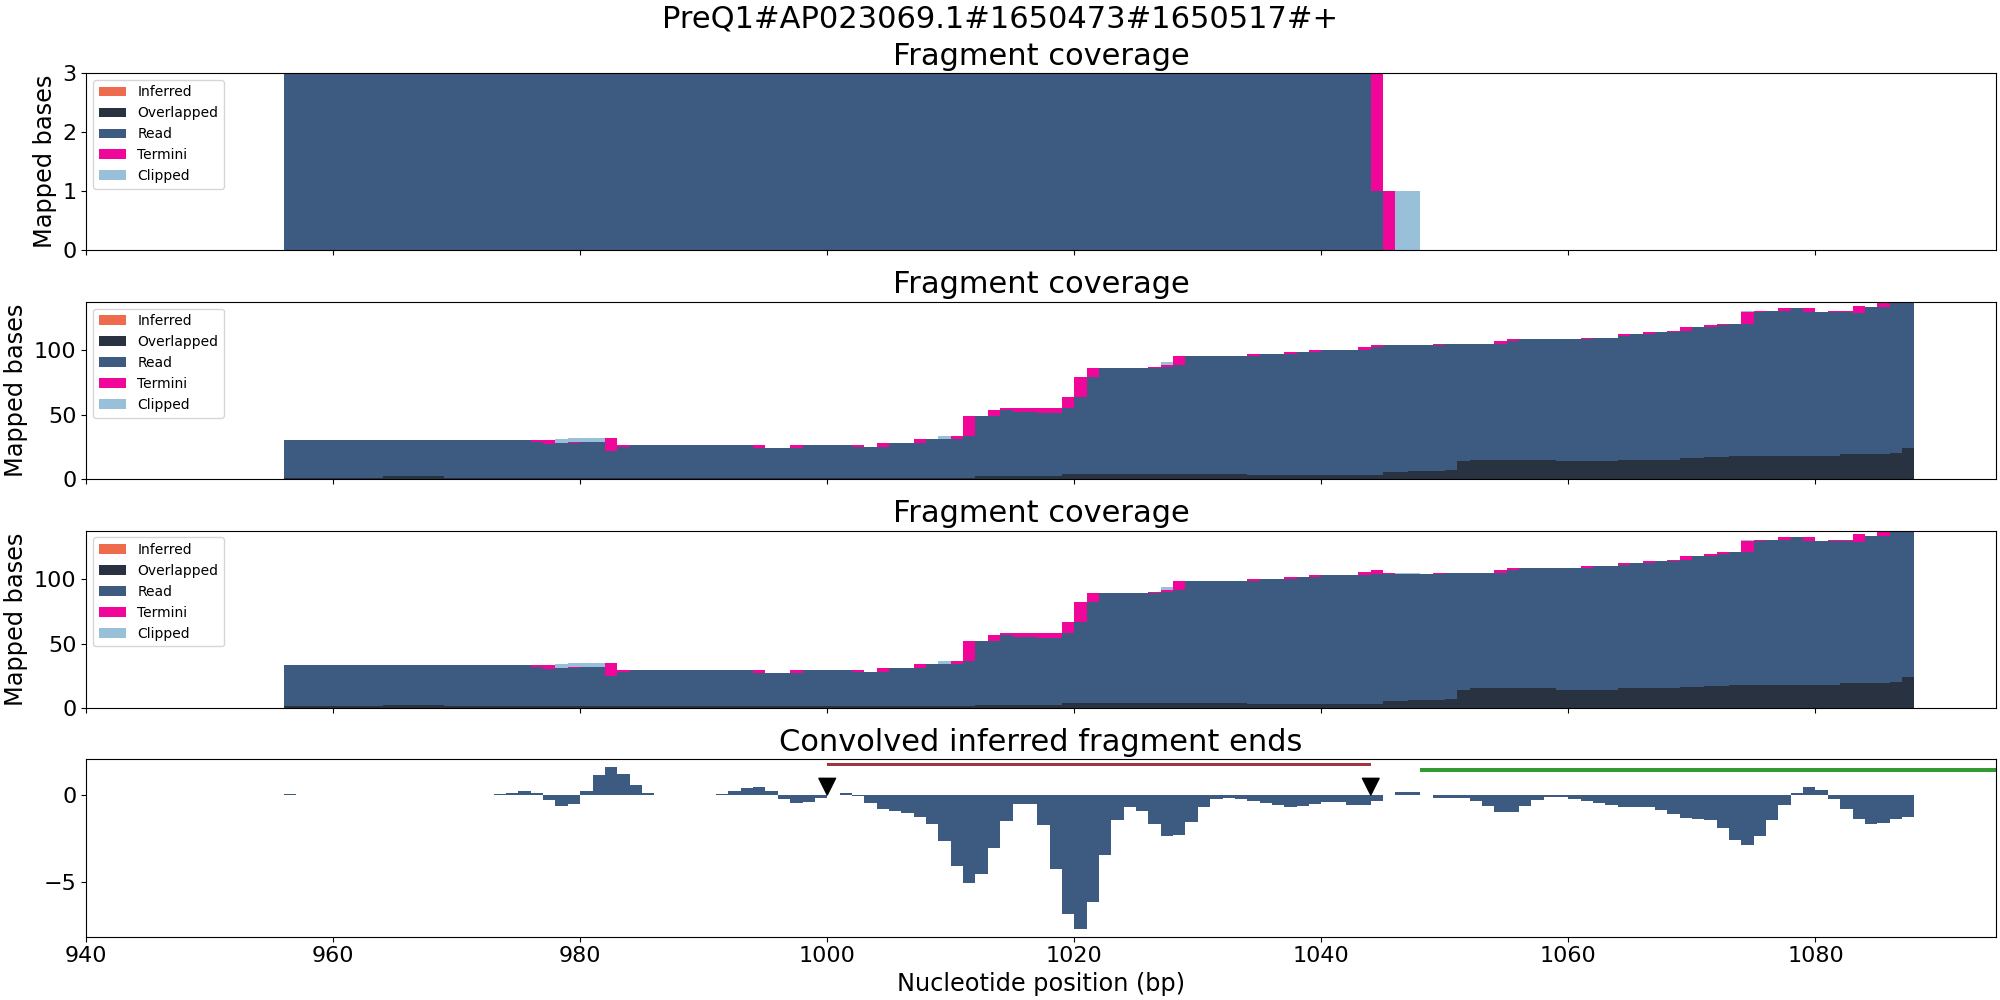 PreQ1#AP023069.1#1650473#1650517#+
Fragment coverage
Mapped bases
3
2
1
0
Inferred
Overlapped
Read
Termini
Clipped
Fragment coverage
Mapped bases
100
50
0
Inferred
Overlapped
Read
Termini
Clipped
Fragment coverage
Mapped bases
100
50
0
Inferred
Overlapped
Read
Termini
Clipped
Convolved inferred fragment ends
0
−5
940 960 980 1000 1020 1040 1060 1080
Nucleotide position (bp)